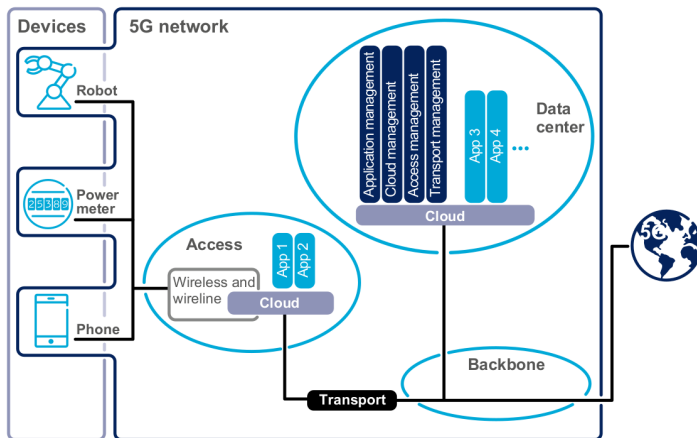 Devices
5G network
Robot
Power
meter
25389
Phone
Access
App 1
App 2
Wireless and
wireline
Cloud
Application management
Cloud management
Access management
Transport management
App 3
App 4
...
Data
center
Cloud
5G
Backbone
Transport